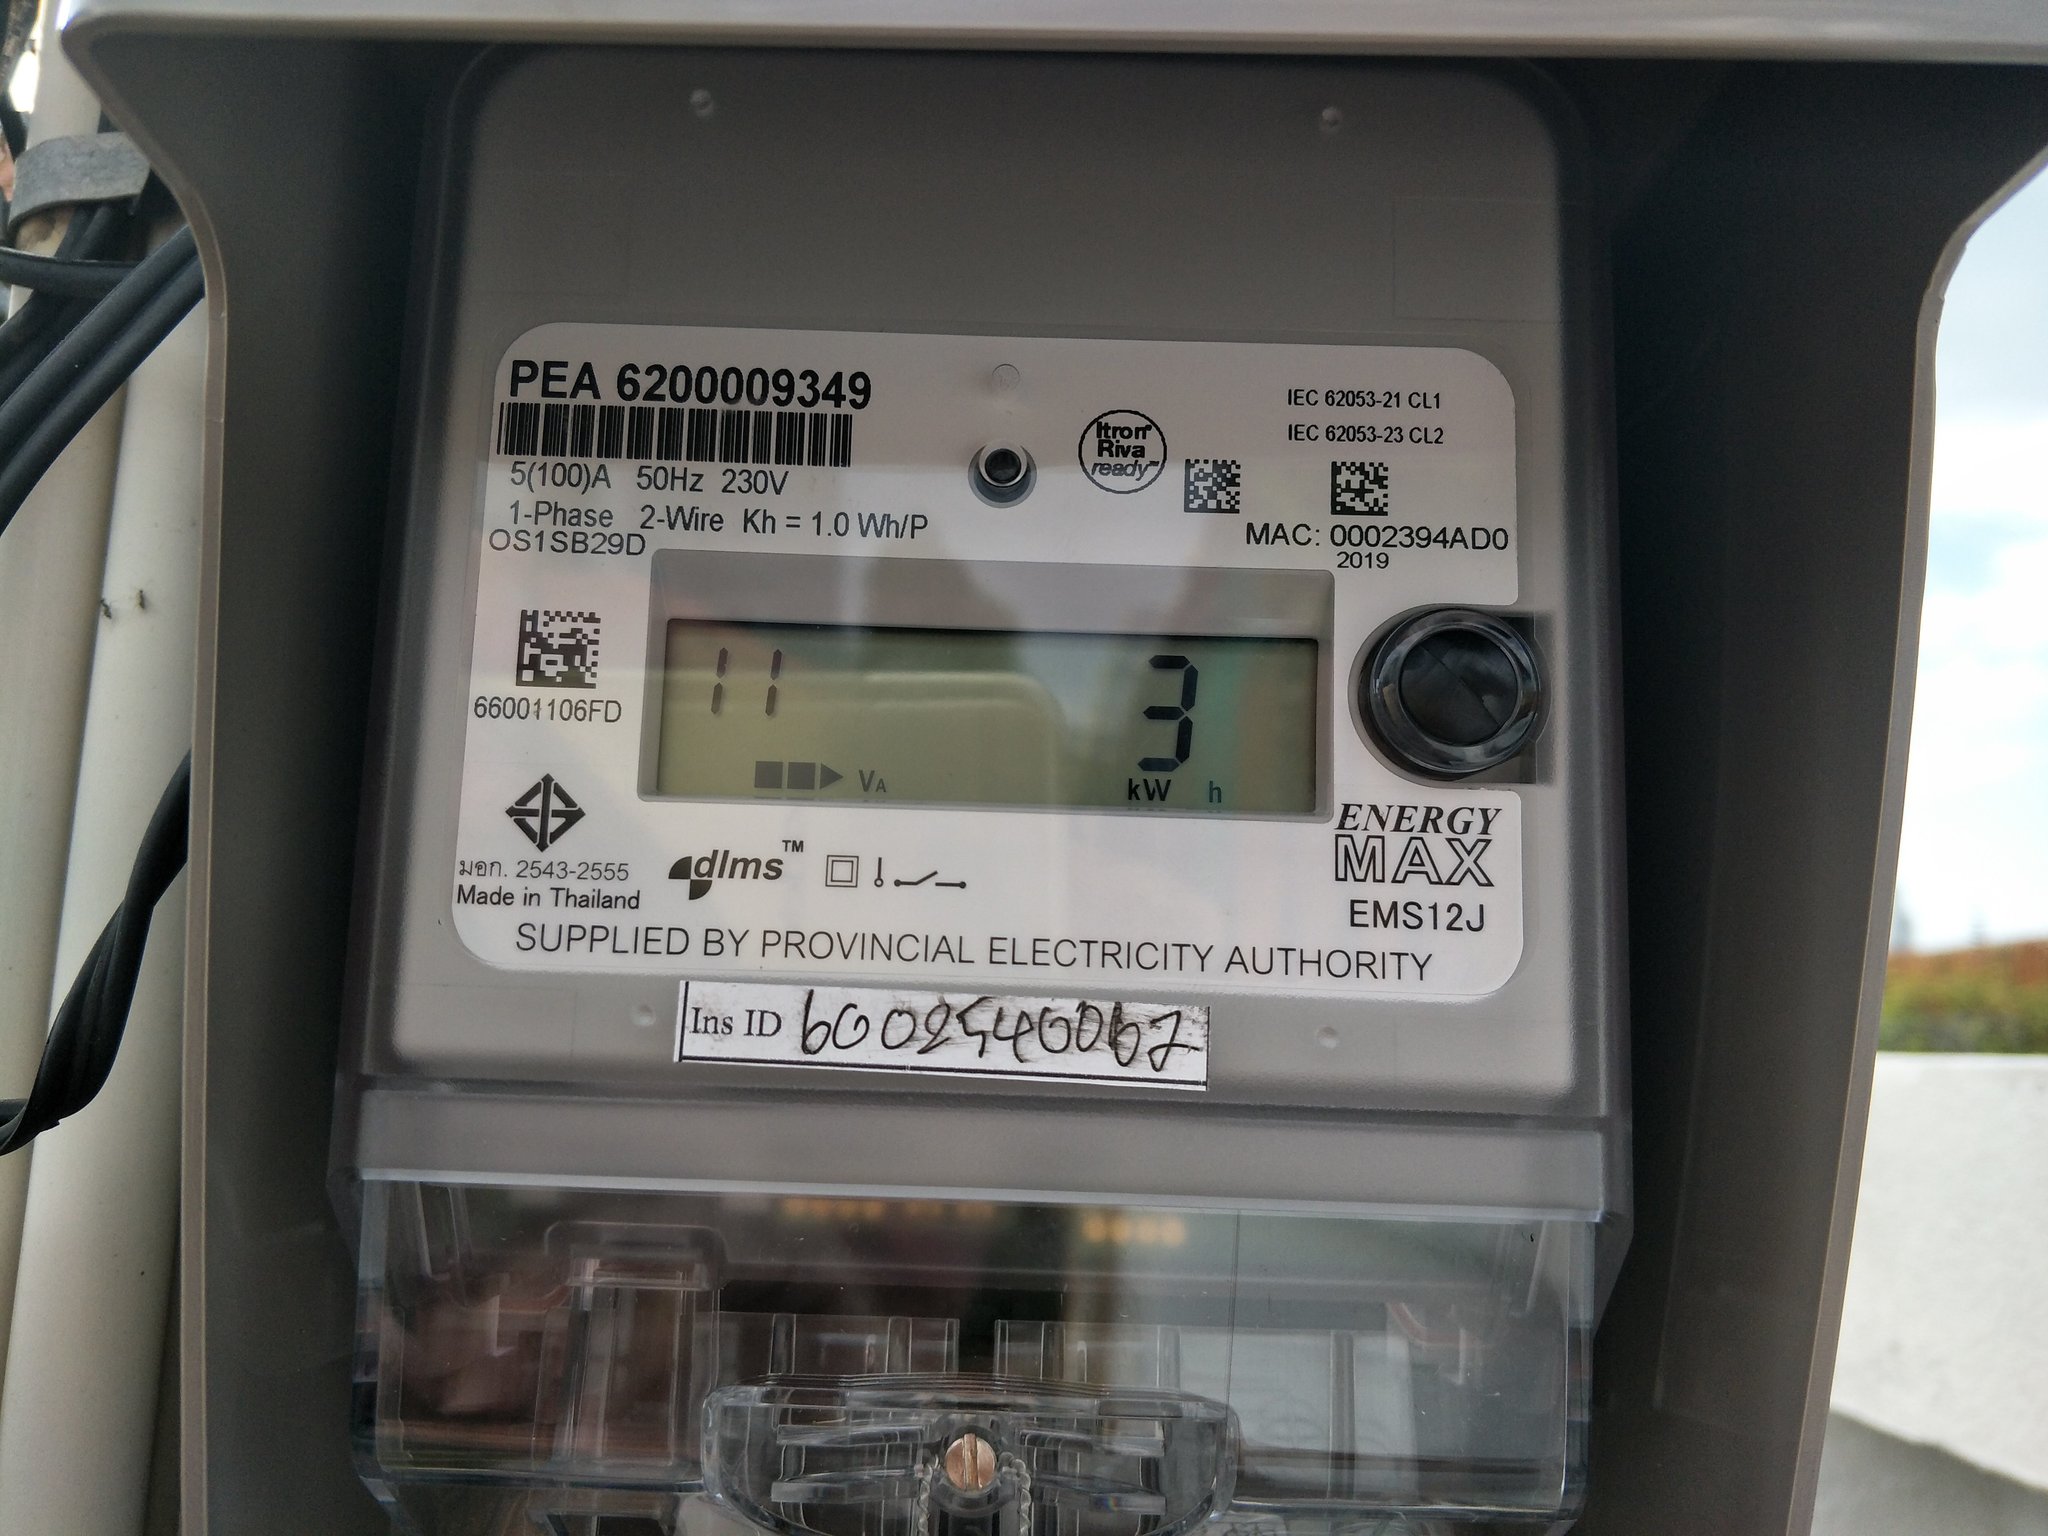 PEA 6200009349
5(100)A 50Hz 230V
1-Phase 2-Wire Kh = 1.0 Wh/P
OS1SB29D
Itron
Riva
ready™
IEC 62053-21 CL1
IEC 62053-23 CL2
MAC: 0002394AD0
2019
66001106FD
11 3
VA kW h
มอก. 2543-2555
Made in Thailand
dlms™
ENERGY
MAX
EMS12J
SUPPLIED BY PROVINCIAL ELECTRICITY AUTHORITY
Ins ID